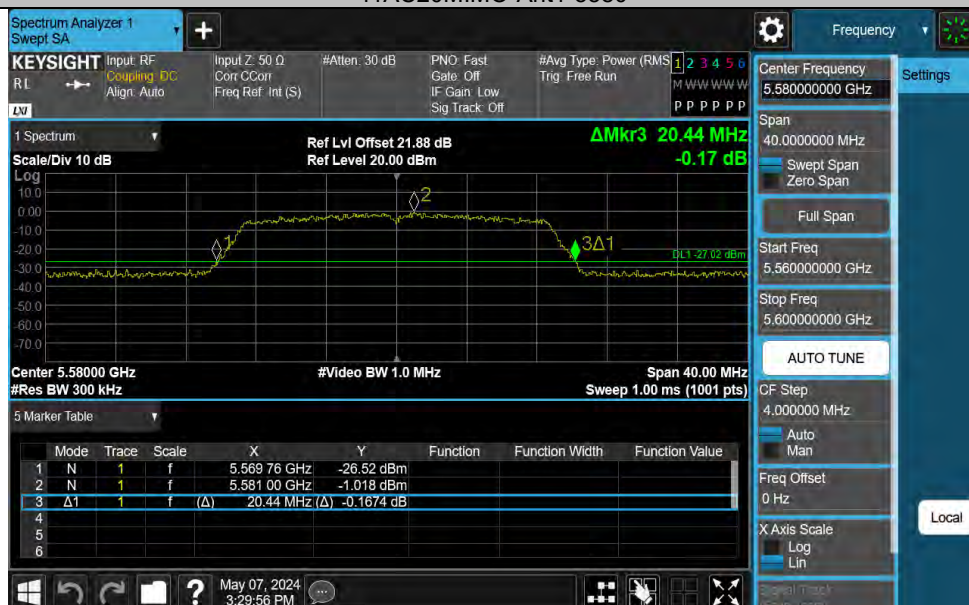 Spectrum Analyzer 1
Swept SA
+
Frequency
KEYSIGHT
RL
LXI
Input: RF
Coupling: DC
Align: Auto
Input Z: 50 Ω
Corr CCorr
Freq Ref: Int (S)
#Atten: 30 dB
PNO: Fast
Gate: Off
IF Gain: Low
Sig Track: Off
#Avg Type: Power (RMS
Trig: Free Run
1 2 3 4 5 6
M W W W W W
P P P P P P
1 Spectrum
Scale/Div 10 dB
Ref Lvl Offset 21.88 dB
Ref Level 20.00 dBm
ΔMkr3 20.44 MHz
-0.17 dB
Log
10.0
0.00
-10.0
-20.0
-30.0
-40.0
-50.0
-60.0
-70.0
1
2
3Δ1
DL1 -27.02 dBm
Center 5.58000 GHz
#Video BW 1.0 MHz
Span 40.00 MHz
#Res BW 300 kHz
Sweep 1.00 ms (1001 pts)
5 Marker Table
Mode Trace Scale X Y Function Function Width Function Value
1 N 1 f 5.569 76 GHz -26.52 dBm
2 N 1 f 5.581 00 GHz -1.018 dBm
3 Δ1 1 f (Δ) 20.44 MHz (Δ) -0.1674 dB
4
5
6
?
May 07, 2024
3:29:56 PM
Center Frequency
5.580000000 GHz
Settings
Span
40.0000000 MHz
Swept Span
Zero Span
Full Span
Start Freq
5.560000000 GHz
Stop Freq
5.600000000 GHz
AUTO TUNE
CF Step
4.000000 MHz
Auto
Man
Freq Offset
0 Hz
X Axis Scale
Log
Lin
Signal Track
Local